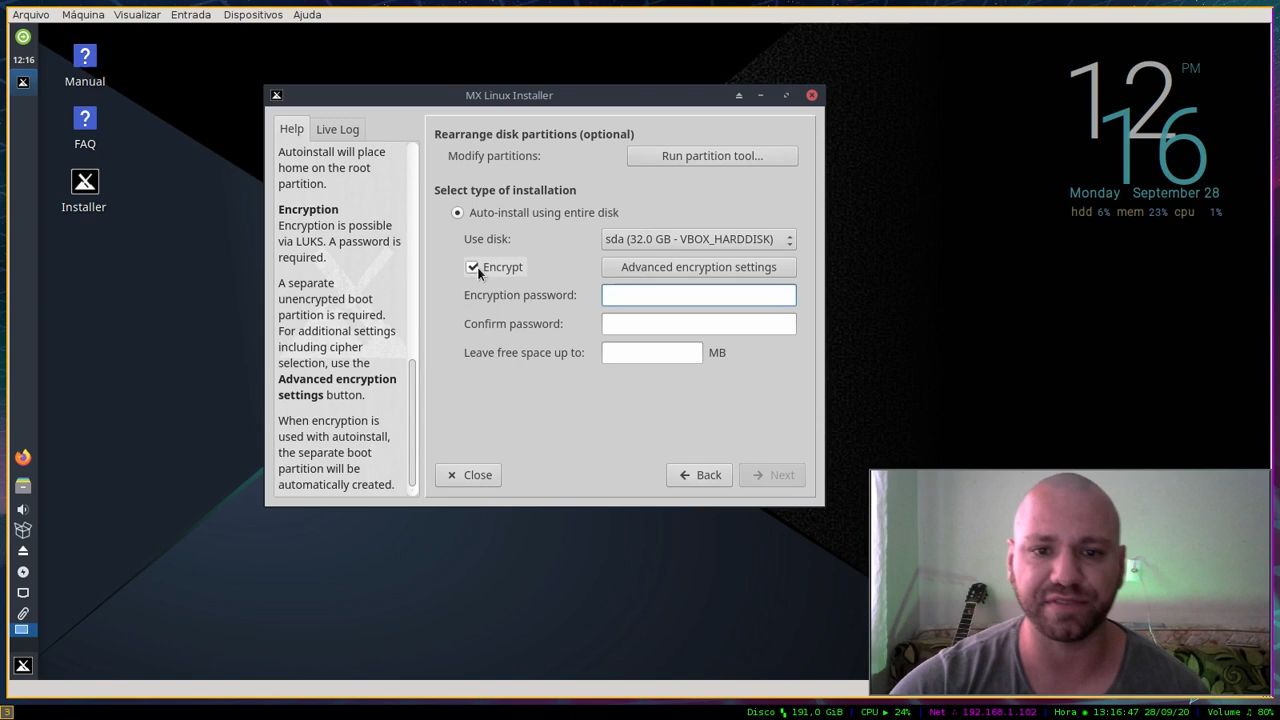 Arquivo Máquina Visualizar Entrada Dispositivos Ajuda
12:16
Manual
FAQ
Installer
12 PM
16
Monday September 28
hdd 6% mem 23% cpu 1%
MX Linux Installer
Help Live Log
Autoinstall will place
home on the root
partition.
Encryption
Encryption is possible
via LUKS. A password is
required.
A separate
unencrypted boot
partition is required.
For additional settings
including cipher
selection, use the
Advanced encryption
settings button.
When encryption is
used with autoinstall,
the separate boot
partition will be
automatically created.
Rearrange disk partitions (optional)
Modify partitions: Run partition tool...
Select type of installation
Auto-install using entire disk
Use disk: sda (32.0 GB - VBOX_HARDDISK)
Encrypt Advanced encryption settings
Encryption password:
Confirm password:
Leave free space up to: MB
Close Back Next
3 Disco 191,0 GiB | CPU ▶ 24% | Net 192.168.1.102 | Hora 13:16:47 28/09/20 | Volume ♫ 80%